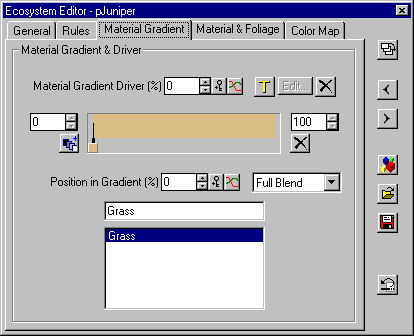 Ecosystem Editor - pJuniper
General Rules Material Gradient Material & Foliage Color Map
Material Gradient & Driver
Material Gradient Driver (%) 0 T Edit...
0 100
Position in Gradient (%) 0 Full Blend
Grass
Grass